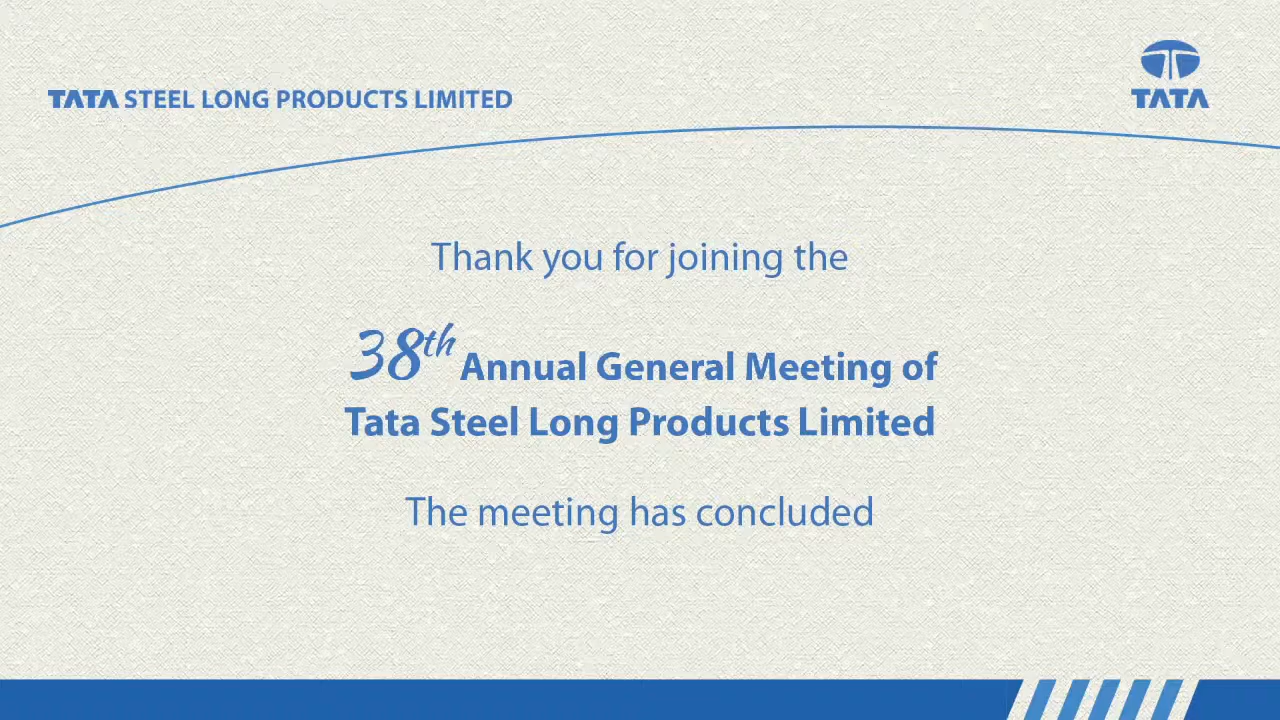 TATA STEEL LONG PRODUCTS LIMITED
TATA
Thank you for joining the
38th Annual General Meeting of
Tata Steel Long Products Limited
The meeting has concluded